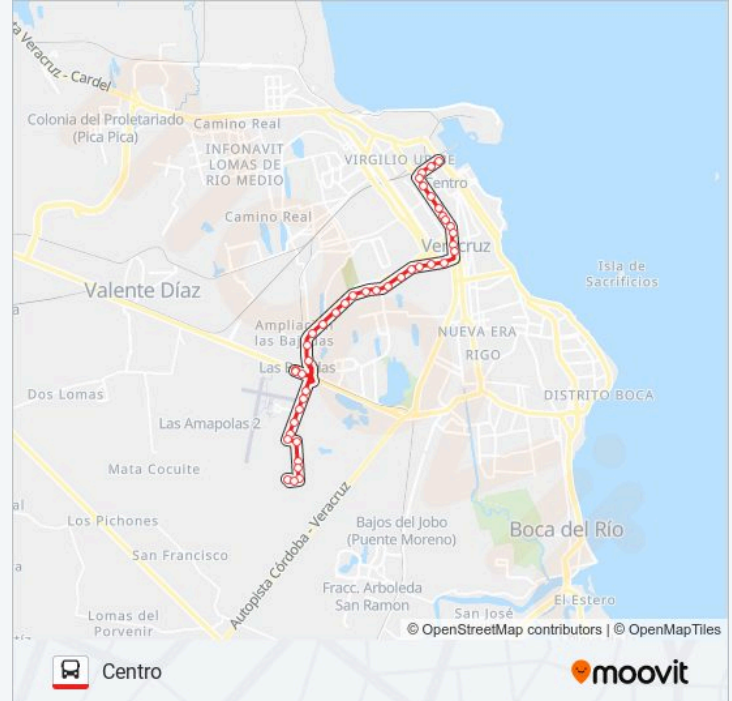 ta Veracruz - Cardel
Colonia del Proletariado
(Pica Pica)
Camino Real
INFONAVIT
LOMAS DE
RIO MEDIO
VIRGILIO URIBE
Centro
Camino Real
Veracruz
Isla de
Sacrificios
Valente Díaz
Ampliación
las Bajadas
NUEVA ERA
RIGO
Las Bajadas
Dos Lomas
DISTRITO BOCA
Las Amapolas 2
Mata Cocuite
al
Los Pichones
Autopista Córdoba - Veracruz
Bajos del Jobo
(Puente Moreno)
Boca del Río
San Francisco
a
Fracc. Arboleda
San Ramon
El Estero
Lomas del
Porvenir
San José
tíz
© OpenStreetMap contributors | © OpenMapTiles
Centro
moovit